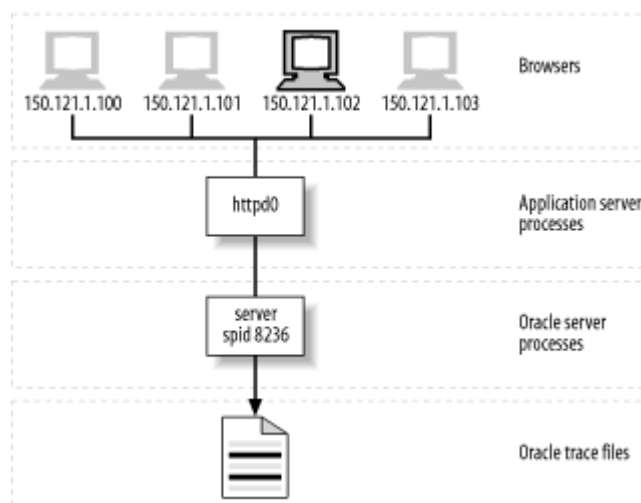 Browsers
150.121.1.100
150.121.1.101
150.121.1.102
150.121.1.103
httpd0
Application server
processes
server
spid 8236
Oracle server
processes
Oracle trace files